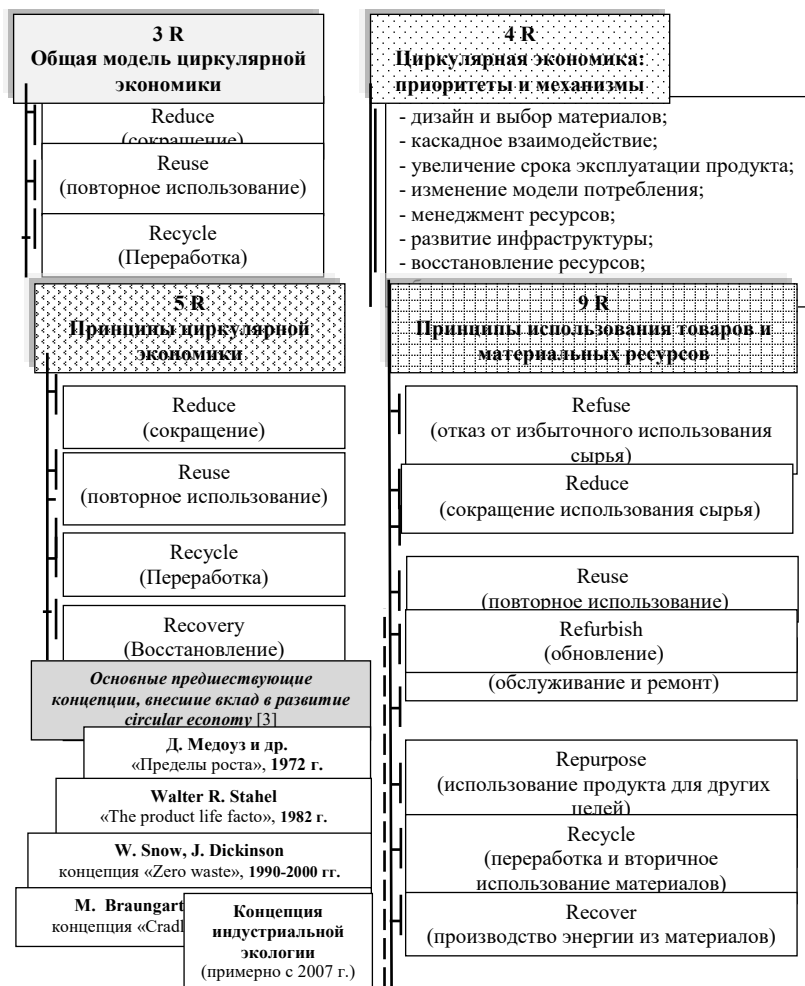 3 R
Общая модель циркулярной
экономики
Reduce
(сокращение)
Reuse
(повторное использование)
Recycle
(Переработка)
4 R
Циркулярная экономика:
приоритеты и механизмы
- дизайн и выбор материалов;
- каскадное взаимодействие;
- увеличение срока эксплуатации продукта;
- изменение модели потребления;
- менеджмент ресурсов;
- развитие инфраструктуры;
- восстановление ресурсов;
5 R
Принципы циркулярной
экономики
Reduce
(сокращение)
Reuse
(повторное использование)
Recycle
(Переработка)
Recovery
(Восстановление)
Основные предшествующие
концепции, внесшие вклад в развитие
circular economy [3]
Д. Медоуз и др.
«Пределы роста», 1972 г.
Walter R. Stahel
«The product life facto», 1982 г.
W. Snow, J. Dickinson
концепция «Zero waste», 1990-2000 гг.
M. Braungart
концепция «Cradl
Концепция
индустриальной
экологии
(примерно с 2007 г.)
9 R
Принципы использования товаров и
материальных ресурсов
Refuse
(отказ от избыточного использования
сырья)
Reduce
(сокращение использования сырья)
Reuse
(повторное использование)
Refurbish
(обновление)
(обслуживание и ремонт)
Repurpose
(использование продукта для других
целей)
Recycle
(переработка и вторичное
использование материалов)
Recover
(производство энергии из материалов)